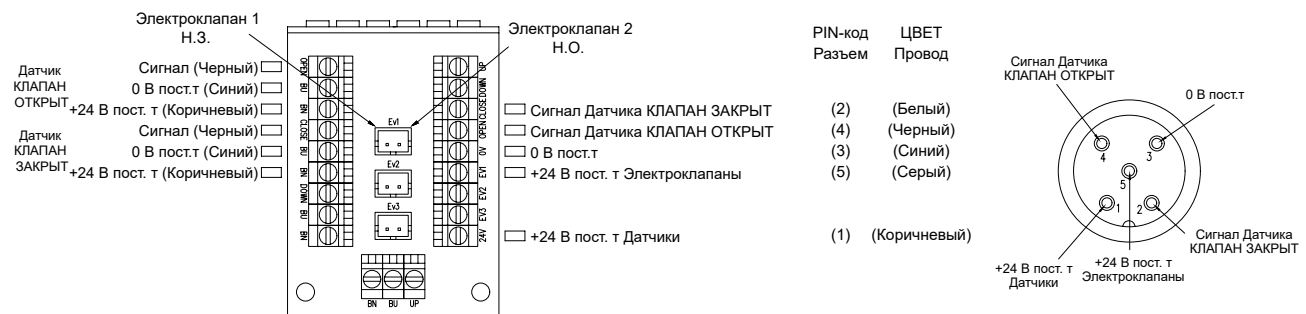 Электроклапан 1
Н.З.
Электроклапан 2
Н.О.
Датчик
КЛАПАН
ОТКРЫТ
Сигнал (Черный)
0 В пост.т (Синий)
+24 В пост. т (Коричневый)
Датчик
КЛАПАН
ЗАКРЫТ
Сигнал (Черный)
0 В пост.т (Синий)
+24 В пост. т (Коричневый)
OPEN
BU
BN
CLOSE
BU
BN
DOWN
BU
BN
Ev1
Ev2
Ev3
UP
DOWN
CLOSE
OPEN
0V
EV1
EV2
EV3
24V
BN BU UP
Сигнал Датчика КЛАПАН ЗАКРЫТ
Сигнал Датчика КЛАПАН ОТКРЫТ
0 В пост.т
+24 В пост. т Электроклапаны
+24 В пост. т Датчики
PIN-код ЦВЕТ
Разъем Провод
(2) (Белый)
(4) (Черный)
(3) (Синий)
(5) (Серый)
(1) (Коричневый)
Сигнал Датчика
КЛАПАН ОТКРЫТ
0 В пост.т
4
3
5
1
2
Сигнал Датчика
КЛАПАН ЗАКРЫТ
+24 В пост. т
Датчики
+24 В пост. т
Электроклапаны